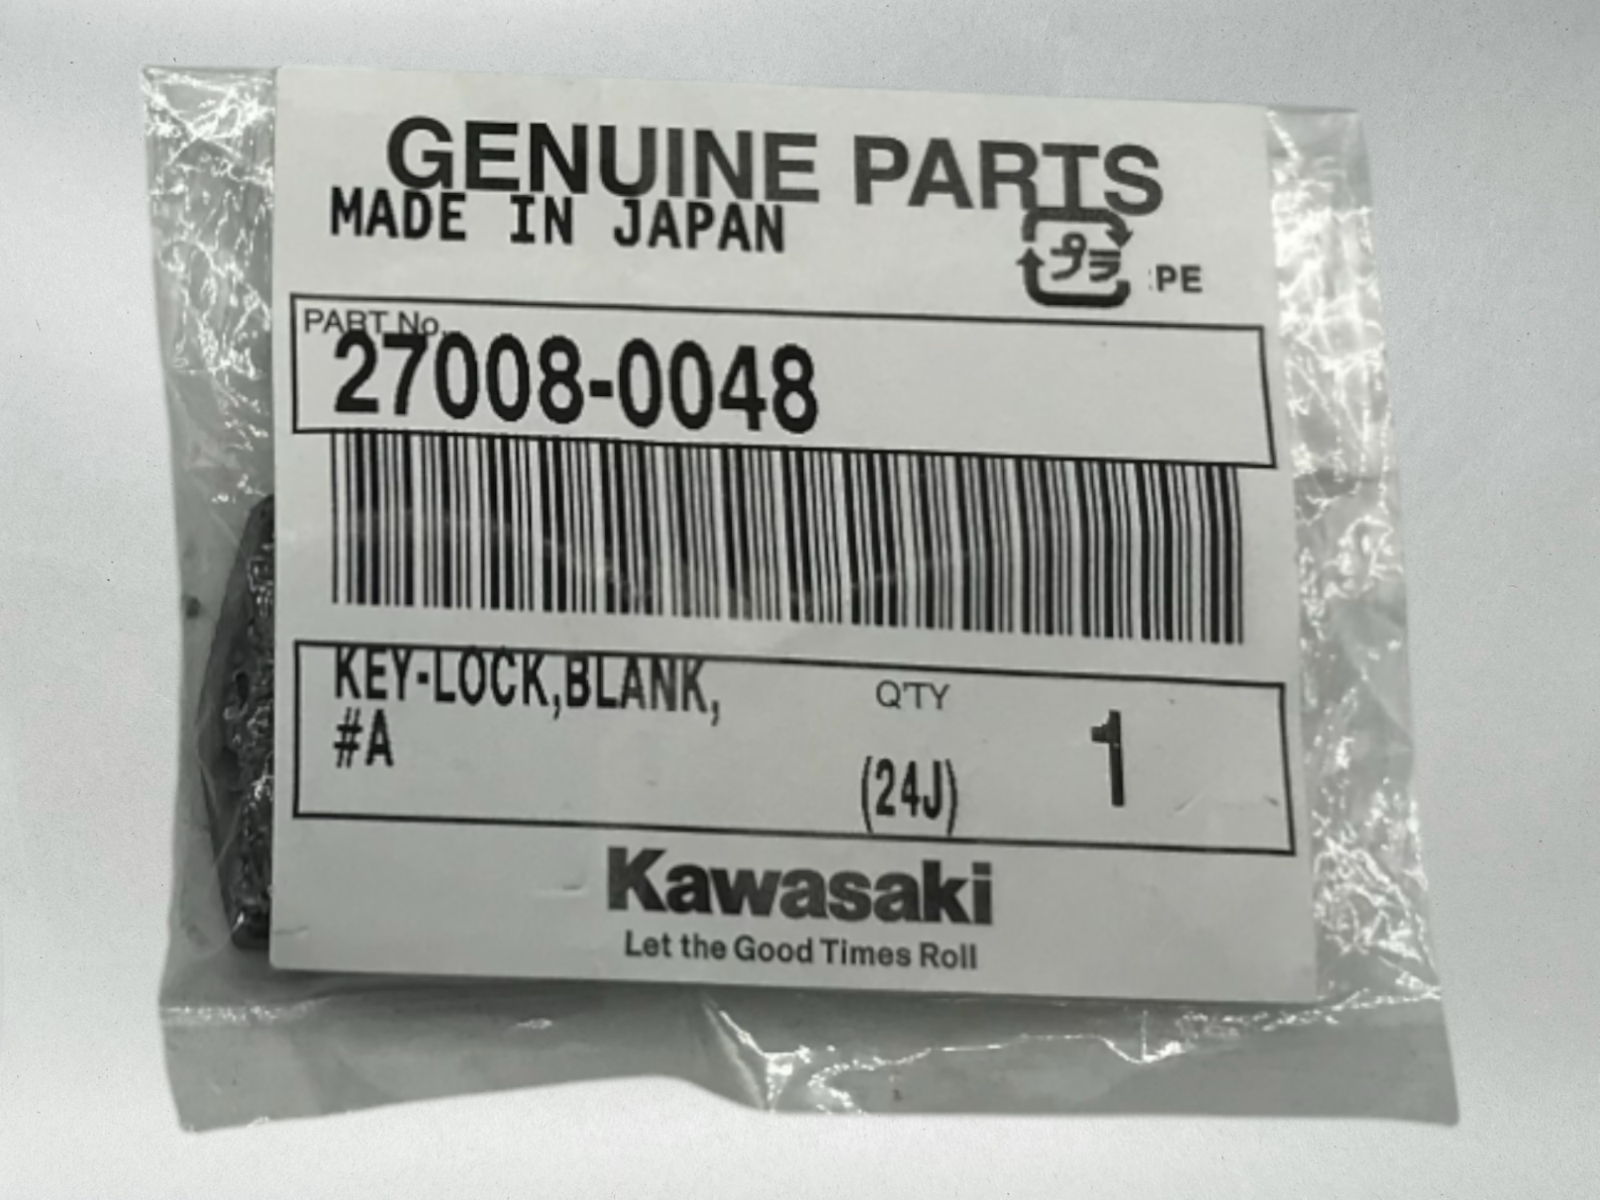 GENUINE PARTS
MADE IN JAPAN
プラ :PE
PART No.
27008-0048
KEY-LOCK,BLANK,
#A
Q'TY
(24J)
1
Kawasaki
Let the Good Times Roll